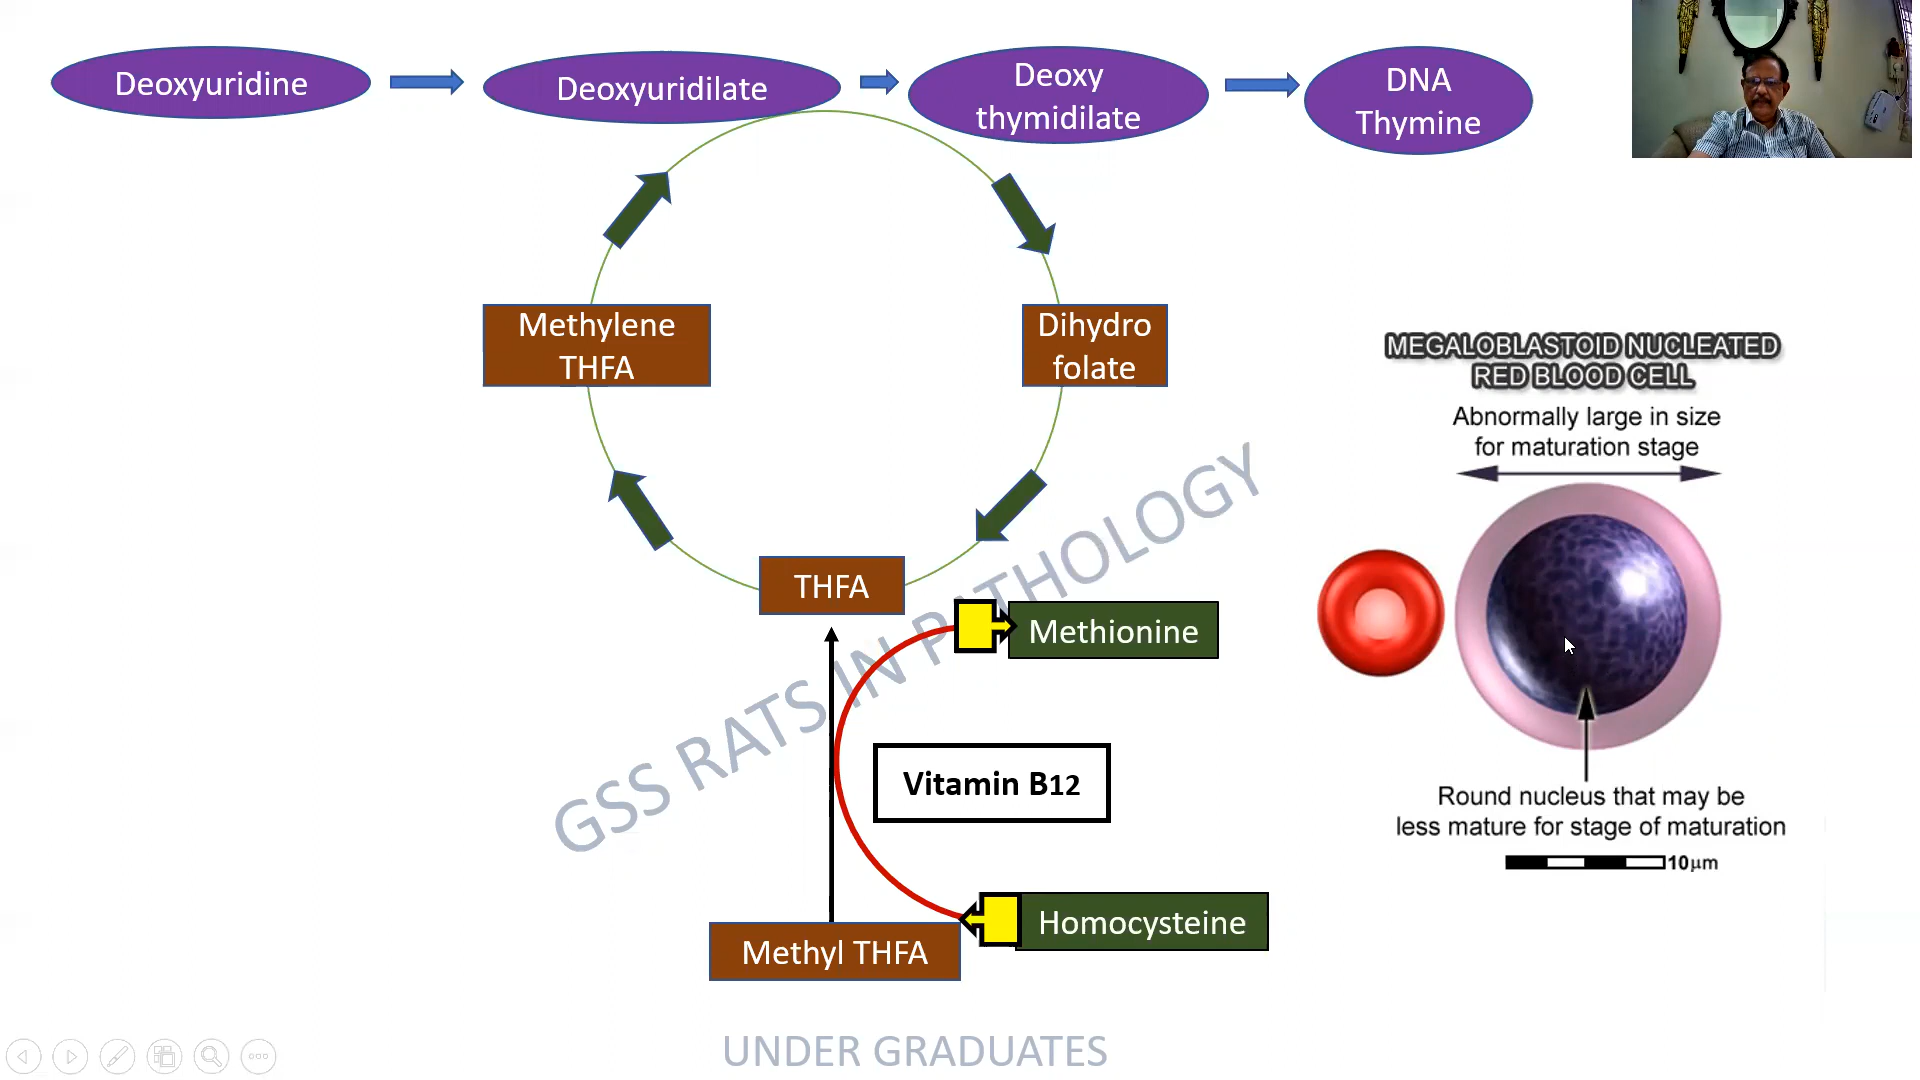 Deoxyuridine
Deoxyuridilate
Deoxy
thymidilate
DNA
Thymine
Methylene
THFA
Dihydro
folate
THFA
Methionine
Vitamin B12
Methyl THFA
Homocysteine
MEGALOBLASTOID NUCLEATED
RED BLOOD CELL
Abnormally large in size
for maturation stage
Round nucleus that may be
less mature for stage of maturation
10µm
GSS RATS IN PATHOLOGY
UNDER GRADUATES